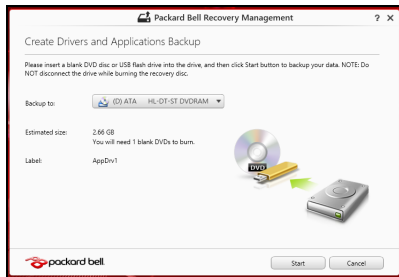 Packard Bell Recovery Management
? X
Create Drivers and Applications Backup
Please insert a blank DVD disc or USB flash drive into the drive, and then click Start button to backup your data. NOTE: Do
NOT disconnect the drive while burning the recovery disc.
Backup to: (D) ATA HL-DT-ST DVDRAM
Estimated size: 2.66 GB
You will need 1 blank DVDs to burn.
Label: AppDrv1
DVD
packard bell
Start Cancel